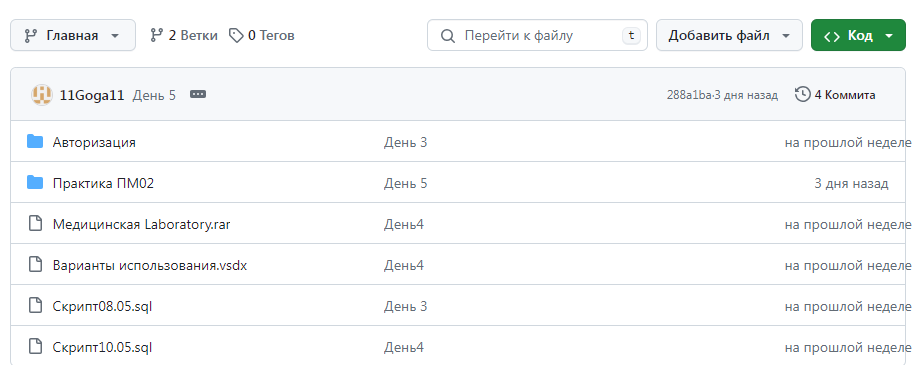 Главная 2 Ветки 0 Тегов Перейти к файлу t Добавить файл Код
11Goga11 День 5 288a1ba·3 дня назад 4 Коммита
Авторизация День 3 на прошлой неделе
Практика ПМ02 День 5 3 дня назад
Медицинская Laboratory.rar День4 на прошлой неделе
Варианты использования.vsdx День4 на прошлой неделе
Скрипт08.05.sql День 3 на прошлой неделе
Скрипт10.05.sql День4 на прошлой неделе